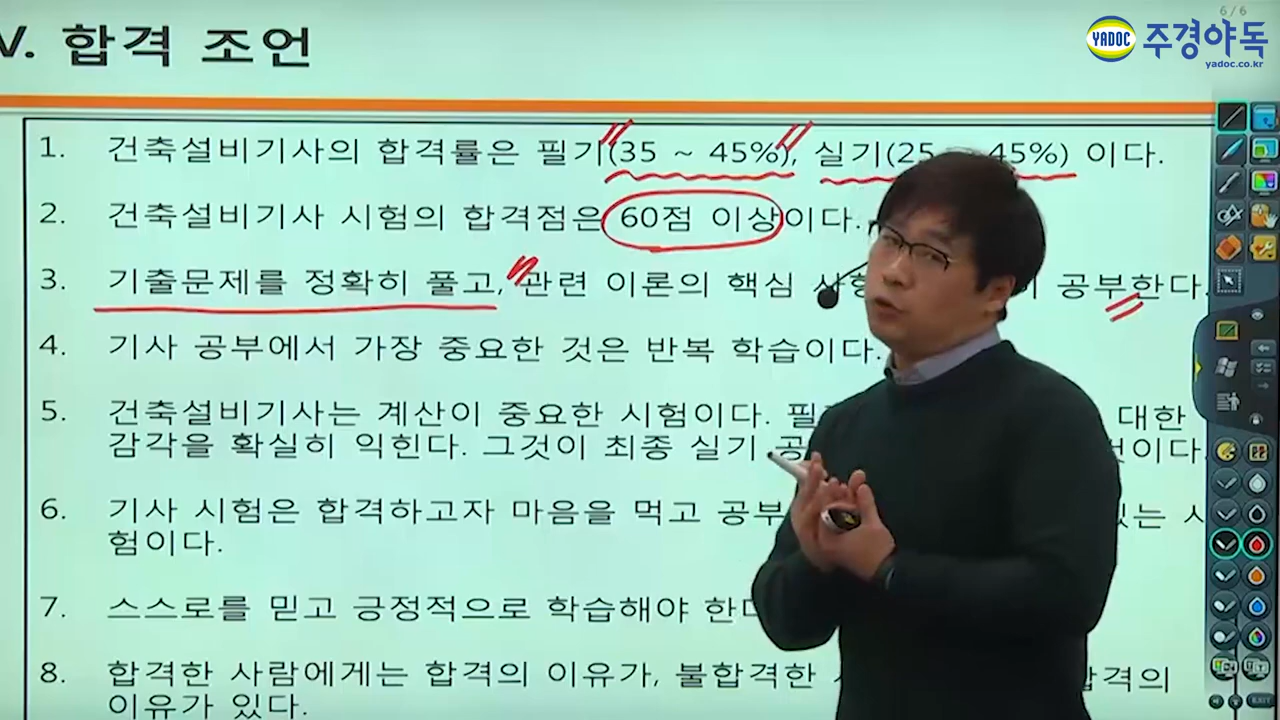 6 / 6
YADOC 주경야독
yadoc.co.kr
V. 합격 조언
1. 건축설비기사의 합격률은 필기(35 ~ 45%), 실기(25 ~ 45%) 이다.
2. 건축설비기사 시험의 합격점은 60점 이상이다.
3. 기출문제를 정확히 풀고, 관련 이론의 핵심 공부한다.
4. 기사 공부에서 가장 중요한 것은 반복 학습이다.
5. 건축설비기사는 계산이 중요한 시험이다. 대한
감각을 확실히 익힌다. 그것이 최종 실기
6. 기사 시험은 합격하고자 마음을 먹고 있는 시
험이다.
7. 스스로를 믿고 긍정적으로 학습해야 한다
8. 합격한 사람에게는 합격의 이유가, 불합격한
이유가 있다.
EXIT